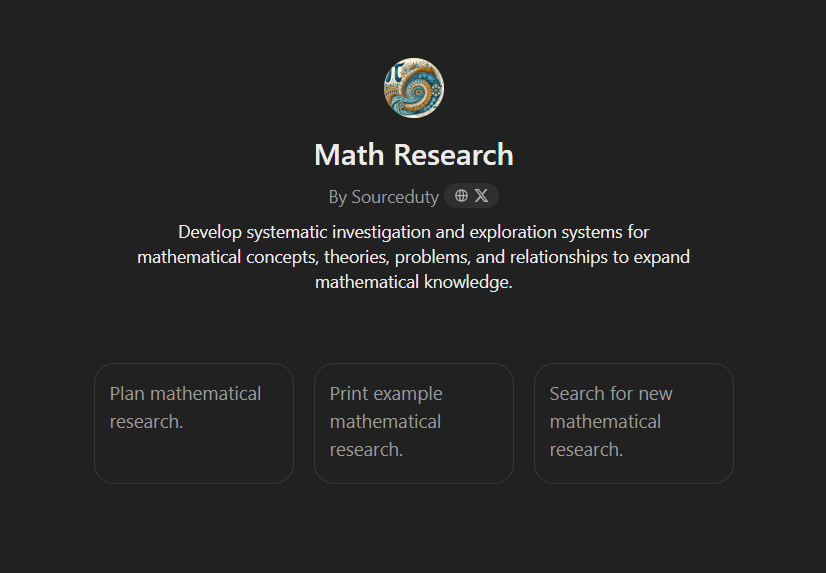 Math Research
By Sourceduty
Develop systematic investigation and exploration systems for
mathematical concepts, theories, problems, and relationships to expand
mathematical knowledge.
Plan mathematical
research.
Print example
mathematical
research.
Search for new
mathematical
research.